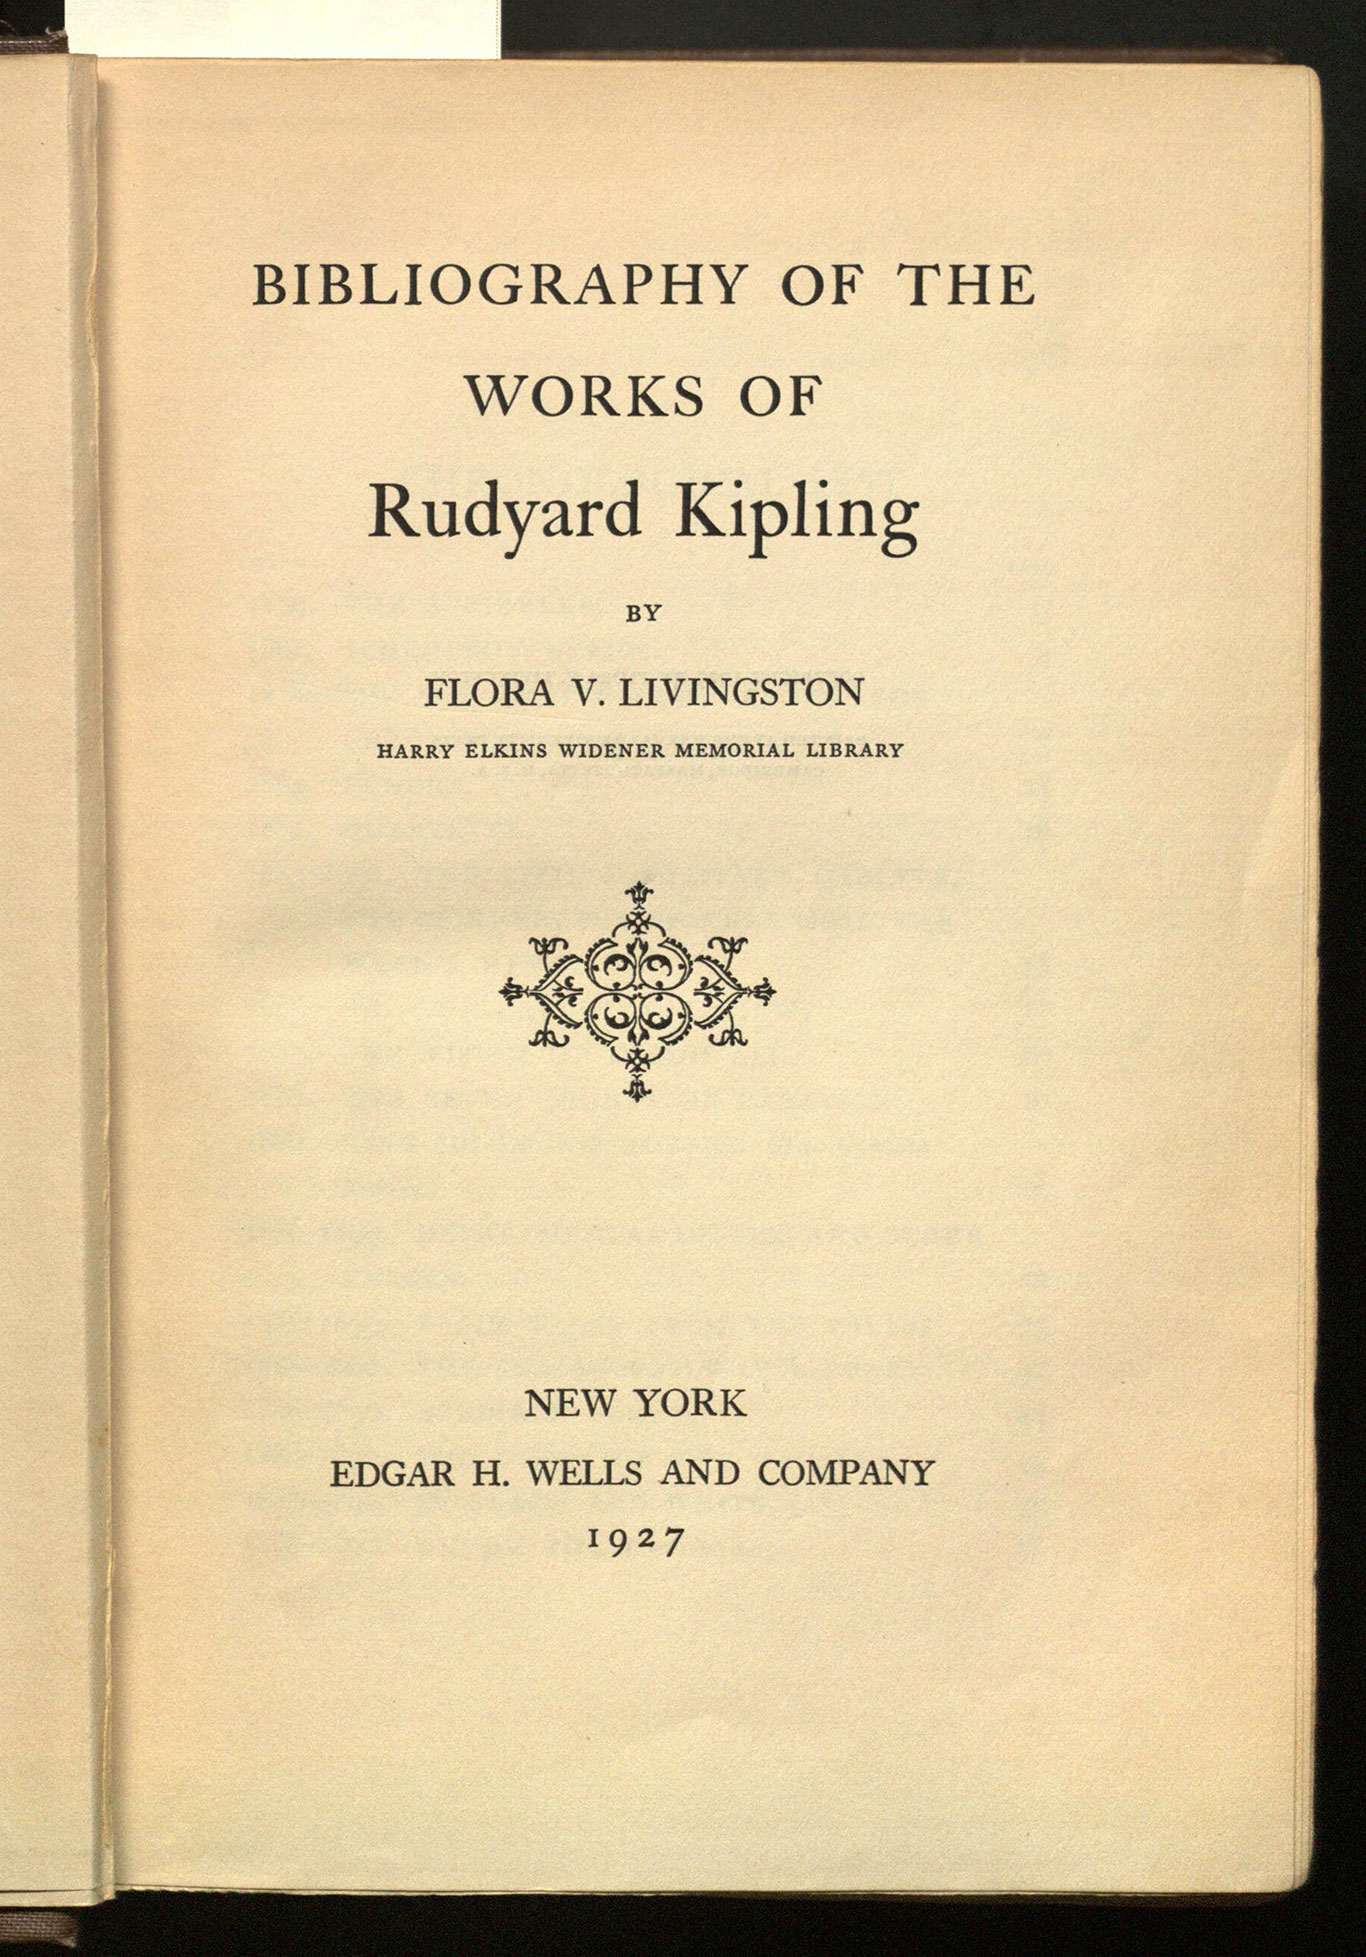 BIBLIOGRAPHY OF THE
WORKS OF
Rudyard Kipling
BY
FLORA V. LIVINGSTON
HARRY ELKINS WIDENER MEMORIAL LIBRARY
NEW YORK
EDGAR H. WELLS AND COMPANY
1927